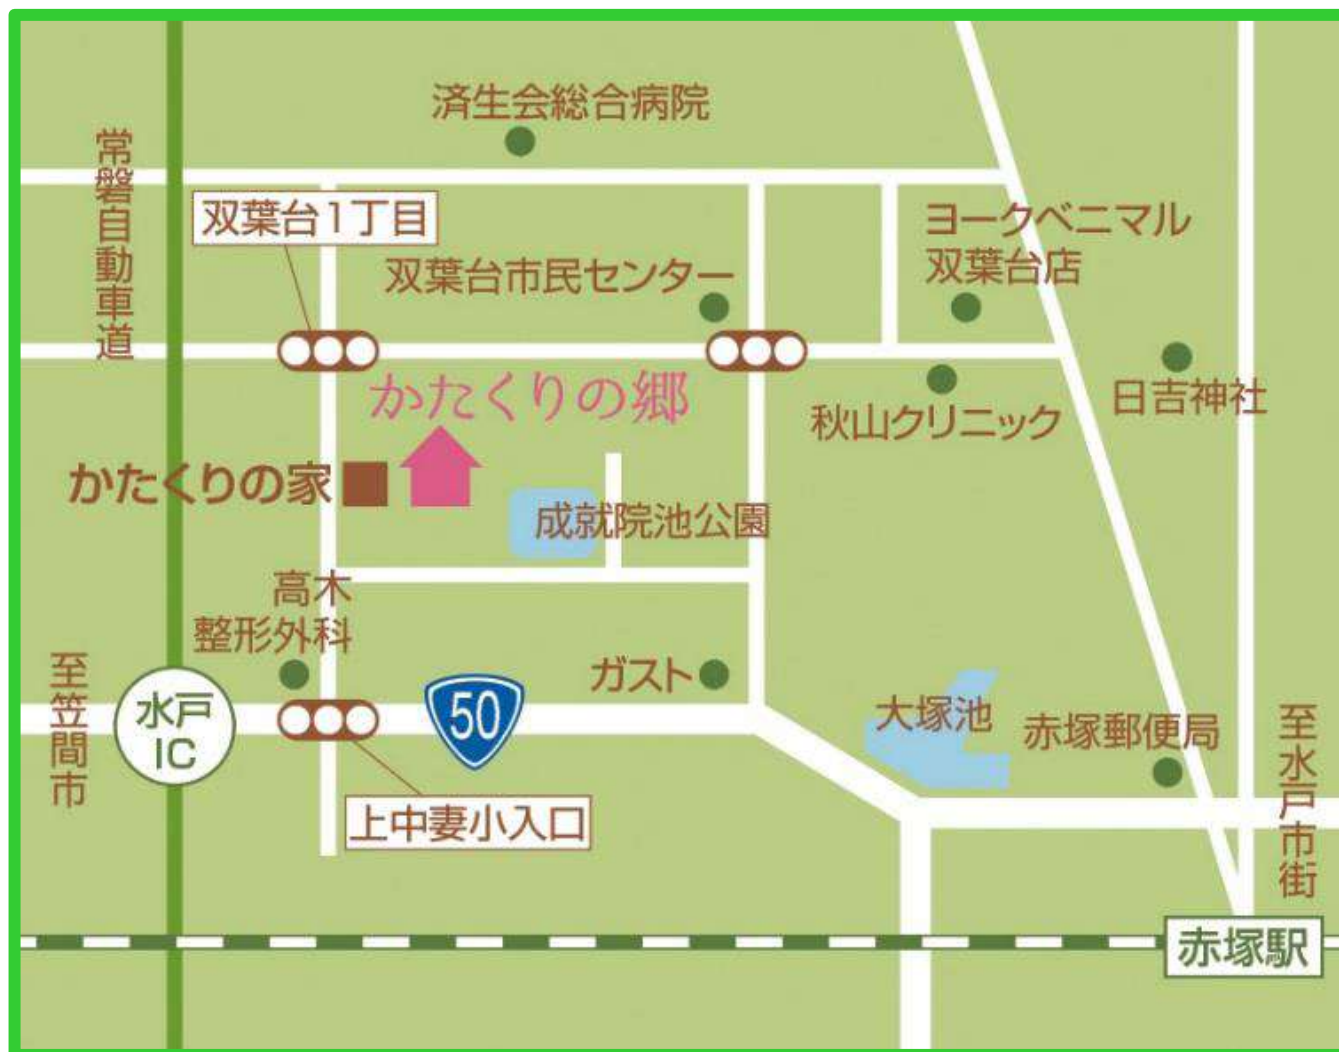 済生会総合病院
常磐自動車道
双葉台1丁目
ヨークベニマル
双葉台店
双葉台市民センター
かたくりの郷
秋山クリニック
日吉神社
かたくりの家
成就院池公園
高木
整形外科
ガスト
至笠間市
水戸
IC
50
大塚池
赤塚郵便局
至水戸市街
上中妻小入口
赤塚駅